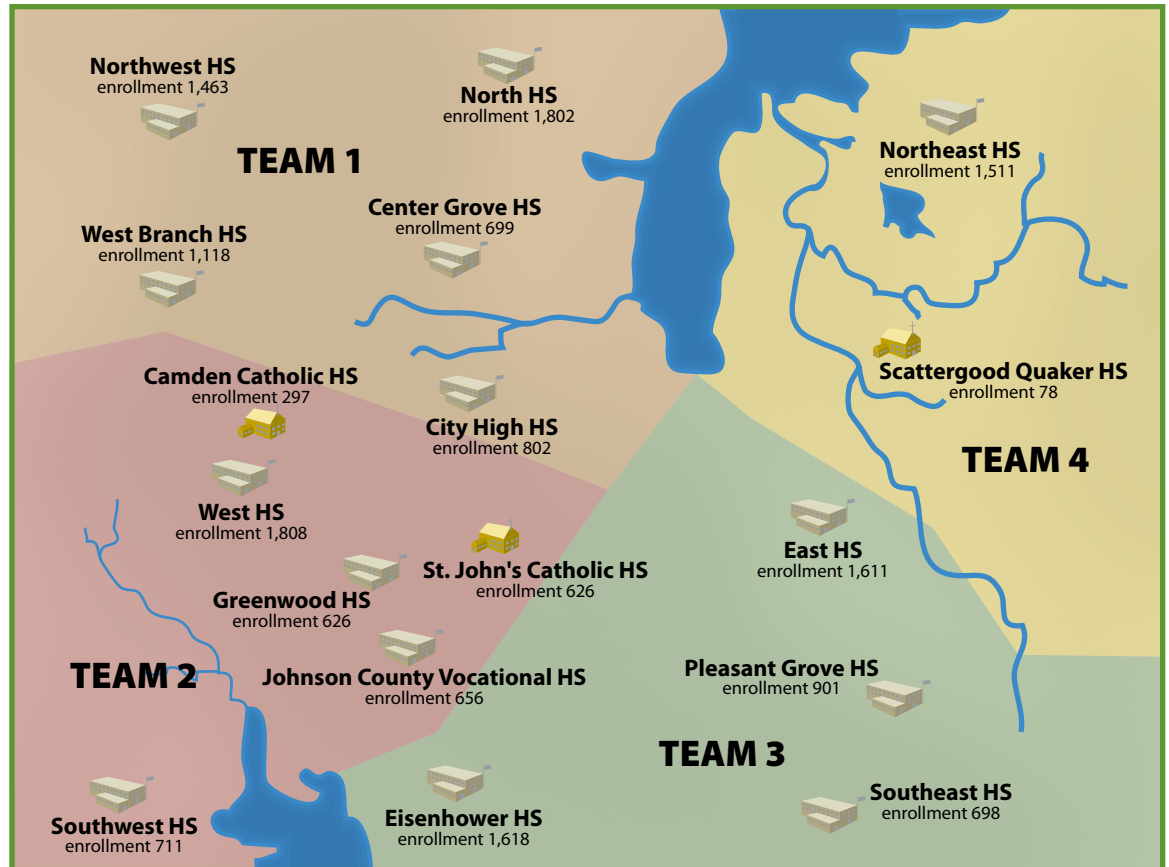 Northwest HS
enrollment 1,463
North HS
enrollment 1,802
TEAM 1
Northeast HS
enrollment 1,511
Center Grove HS
enrollment 699
West Branch HS
enrollment 1,118
Camden Catholic HS
enrollment 297
City High HS
enrollment 802
Scattergood Quaker HS
enrollment 78
TEAM 4
West HS
enrollment 1,808
St. John's Catholic HS
enrollment 626
East HS
enrollment 1,611
Greenwood HS
enrollment 626
TEAM 2
Johnson County Vocational HS
enrollment 656
Pleasant Grove HS
enrollment 901
TEAM 3
Southwest HS
enrollment 711
Eisenhower HS
enrollment 1,618
Southeast HS
enrollment 698